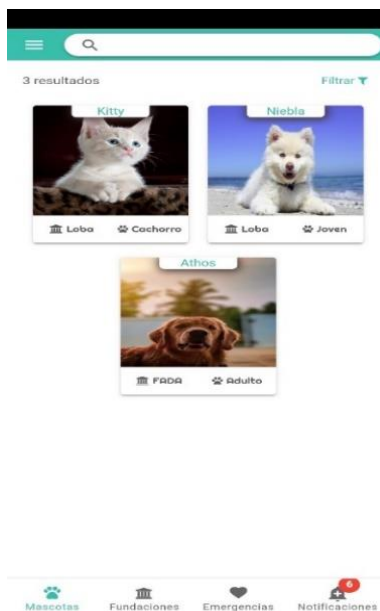 3 resultados Filtrar
Kitty Niebla
Loba Cachorro Loba Joven
Athos
FADA Adulto
6
Mascotas Fundaciones Emergencias Notificaciones